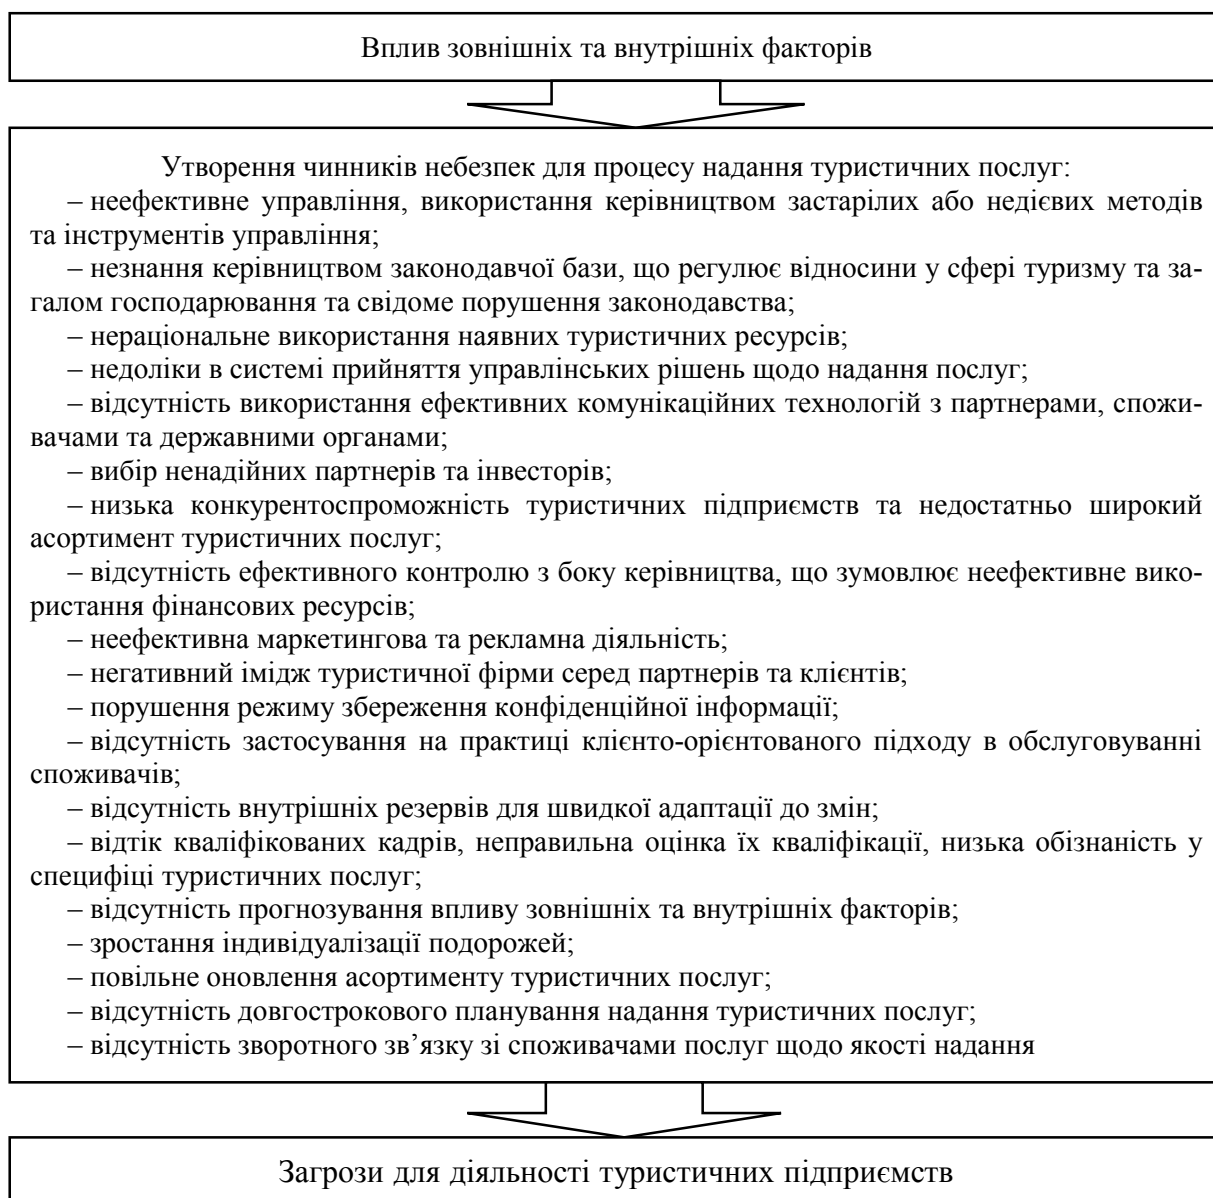 Вплив зовнішніх та внутрішніх факторів
Утворення чинників небезпек для процесу надання туристичних послуг:
– неефективне управління, використання керівництвом застарілих або недієвих методів
та інструментів управління;
– незнання керівництвом законодавчої бази, що регулює відносини у сфері туризму та за-
галом господарювання та свідоме порушення законодавства;
– нераціональне використання наявних туристичних ресурсів;
– недоліки в системі прийняття управлінських рішень щодо надання послуг;
– відсутність використання ефективних комунікаційних технологій з партнерами, спожи-
вачами та державними органами;
– вибір ненадійних партнерів та інвесторів;
– низька конкурентоспроможність туристичних підприємств та недостатньо широкий
асортимент туристичних послуг;
– відсутність ефективного контролю з боку керівництва, що зумовлює неефективне вико-
ристання фінансових ресурсів;
– неефективна маркетингова та рекламна діяльність;
– негативний імідж туристичної фірми серед партнерів та клієнтів;
– порушення режиму збереження конфіденційної інформації;
– відсутність застосування на практиці клієнто-орієнтованого підходу в обслуговуванні
споживачів;
– відсутність внутрішніх резервів для швидкої адаптації до змін;
– відтік кваліфікованих кадрів, неправильна оцінка їх кваліфікації, низька обізнаність у
специфіці туристичних послуг;
– відсутність прогнозування впливу зовнішніх та внутрішніх факторів;
– зростання індивідуалізації подорожей;
– повільне оновлення асортименту туристичних послуг;
– відсутність довгострокового планування надання туристичних послуг;
– відсутність зворотного зв’язку зі споживачами послуг щодо якості надання
Загрози для діяльності туристичних підприємств